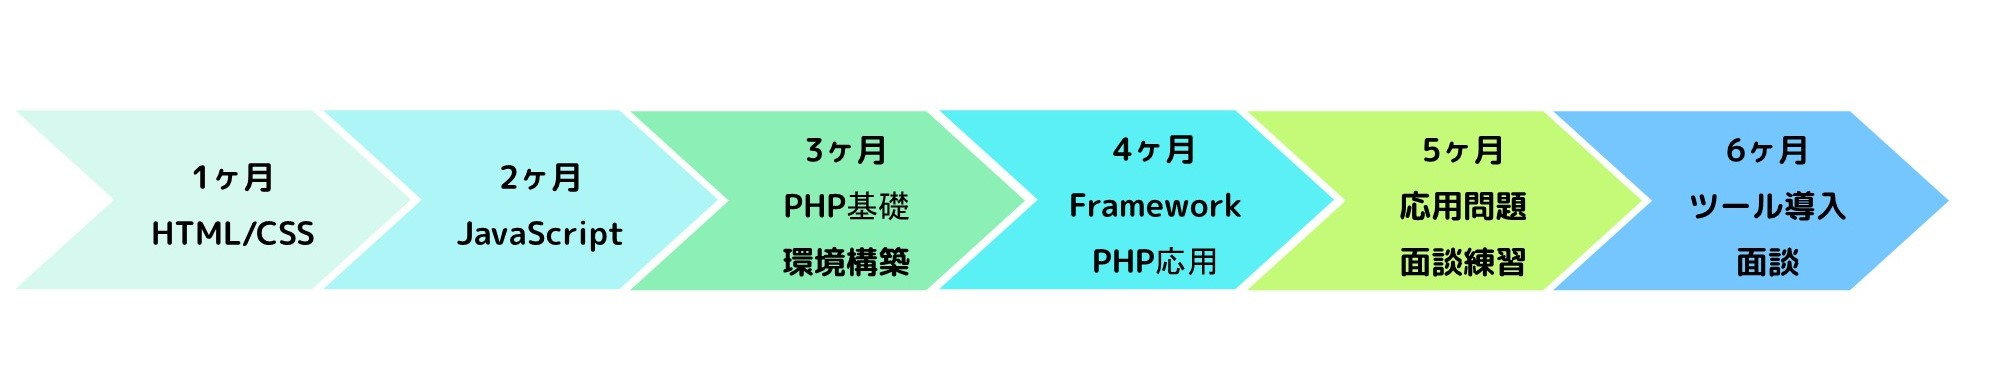 1ヶ月
HTML/CSS
2ヶ月
JavaScript
3ヶ月
PHP基礎
環境構築
4ヶ月
Framework
PHP応用
5ヶ月
応用問題
面談練習
6ヶ月
ツール導入
面談